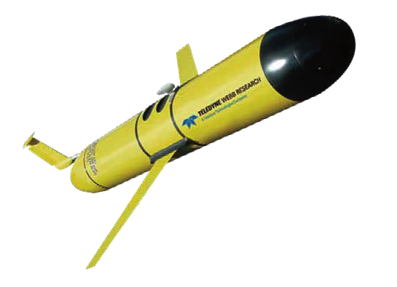 TELEDYNE WEBB RESEARCH
A Teledyne Technologies Company